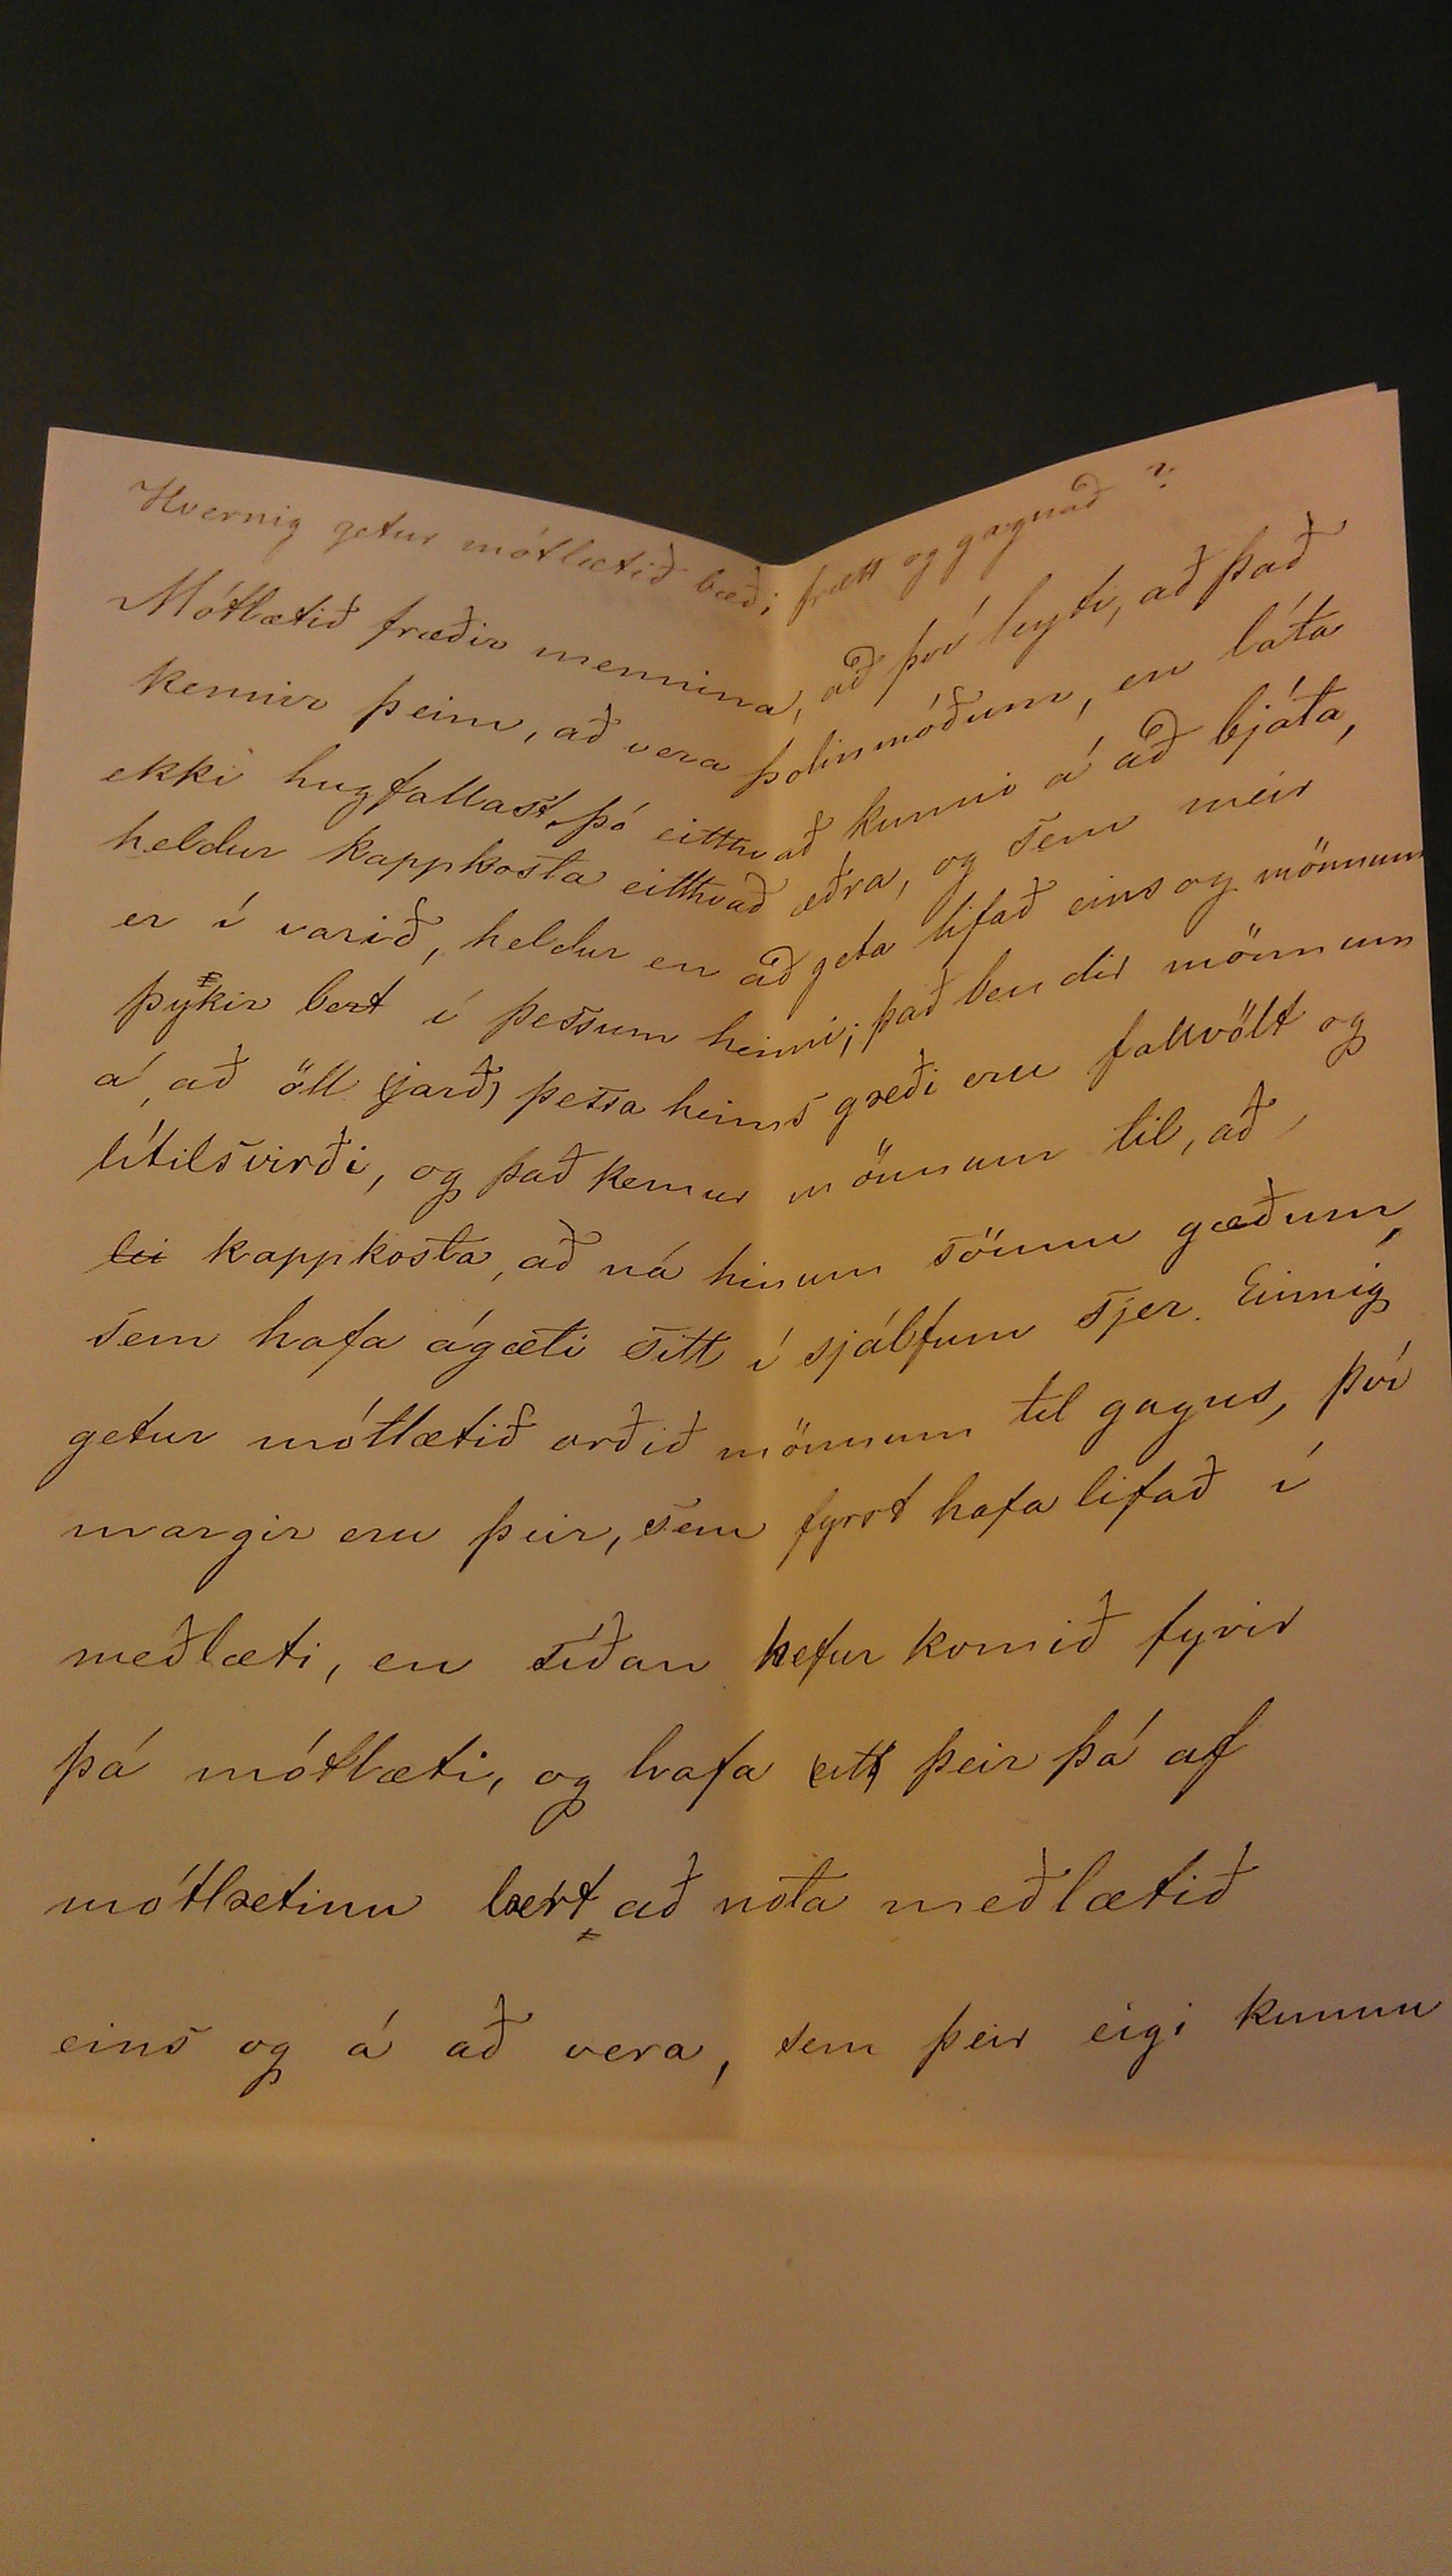 Hvernig getur mótlætið bæði frætt og gagnað?
Mótlætið fræðir mennina, að því leyti, að það
kennir þeim, að vera þolinmóðum, en láta
ekki hugfallast, þó eitthvað kunni á að bjáta,
heldur kappkosta eitthvað æðra, og sem meir
er í varið, heldur en að geta lifað eins og mönnum
þykir bezt í þessum heimi; það bendir mönnum
á, að öll (jarð) þessa heims gæði eru fallvölt og
lítilsvirði, og það kemur mönnum til, að
lei kappkosta, að ná hinum sönnu gæðum,
sem hafa ágæti sitt í sjálfum sjer. Einnig
getur mótlætið orðið mönnum til gagns, því
margir eru þeir, sem fyrst hafa lifað í
meðlæti, en síðan hefur komið fyrir
þá mótlæti, og hafa (eitt) þeir þá af
mótlætinu lært að nota meðlætið
eins og á að vera, sem þeir eigi kunnu